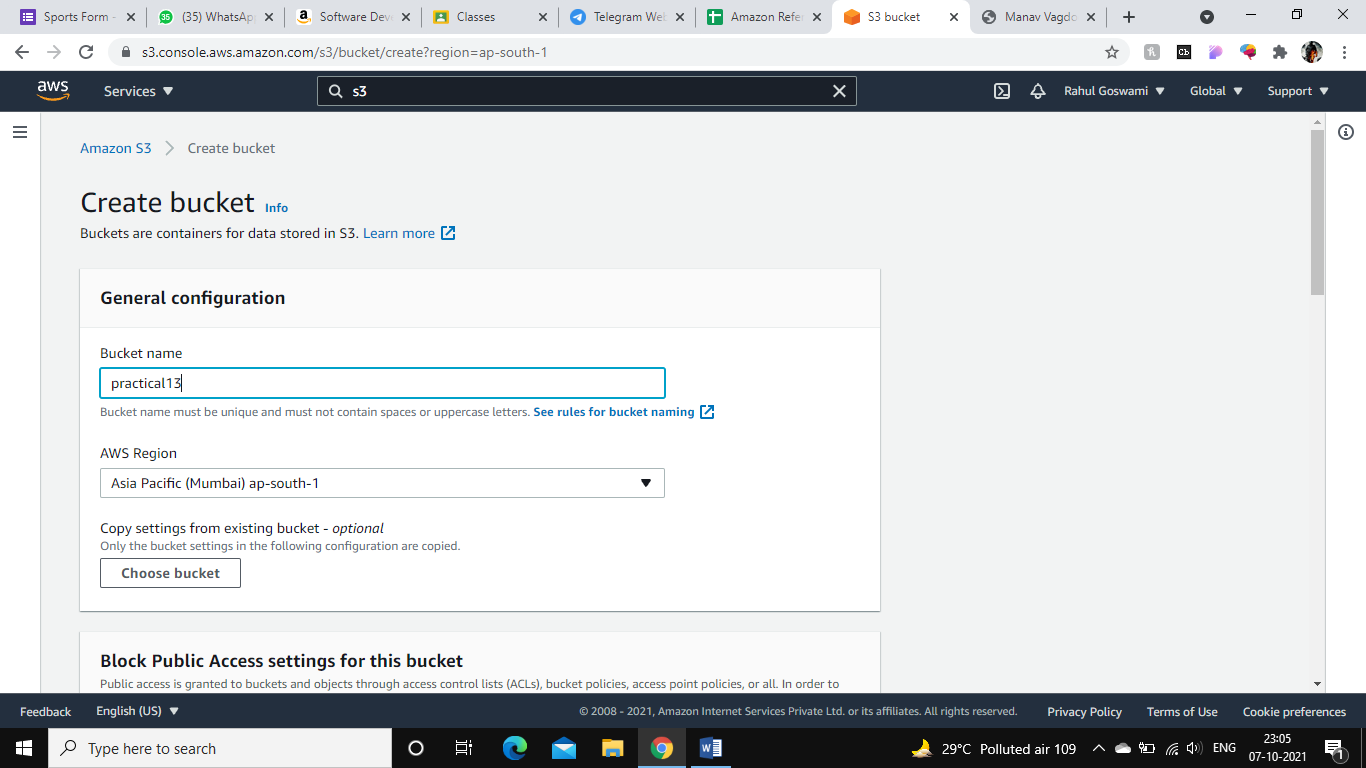 Sports Form -
(35) WhatsAp
Software Dev
Classes
Telegram Web
Amazon Refer
S3 bucket
Manav Vagdo
s3.console.aws.amazon.com/s3/bucket/create?region=ap-south-1
aws
Services
s3
Rahul Goswami
Global
Support
Amazon S3
Create bucket
Create bucket Info
Buckets are containers for data stored in S3. Learn more
General configuration
Bucket name
practical13
Bucket name must be unique and must not contain spaces or uppercase letters. See rules for bucket naming
AWS Region
Asia Pacific (Mumbai) ap-south-1
Copy settings from existing bucket - optional
Only the bucket settings in the following configuration are copied.
Choose bucket
Block Public Access settings for this bucket
Public access is granted to buckets and objects through access control lists (ACLs), bucket policies, access point policies, or all. In order to
Feedback
English (US)
© 2008 - 2021, Amazon Internet Services Private Ltd. or its affiliates. All rights reserved.
Privacy Policy
Terms of Use
Cookie preferences
Type here to search
29°C Polluted air 109
ENG
23:05
07-10-2021
1